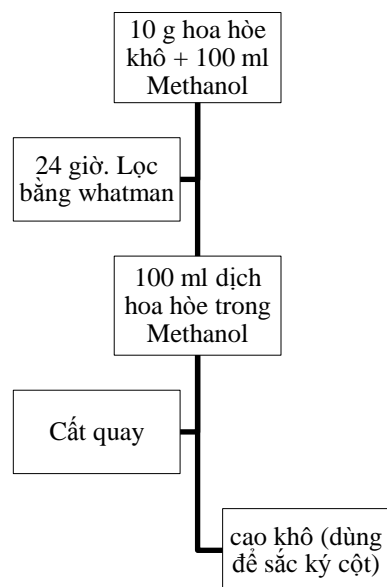 10 g hoa hòe
khô + 100 ml
Methanol
24 giờ. Lọc
bằng whatman
100 ml dịch
hoa hòe trong
Methanol
Cất quay
cao khô (dùng
để sắc ký cột)